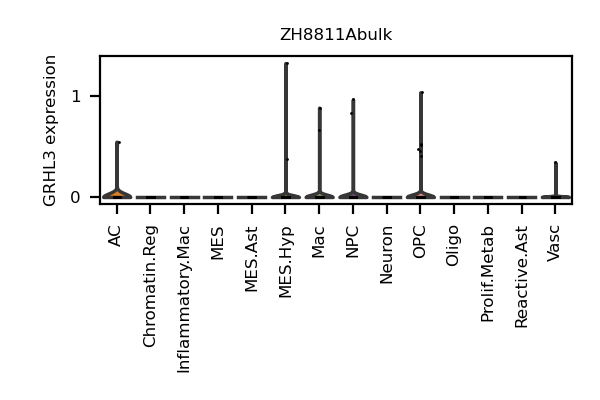 ZH8811Abulk
GRHL3 expression
1
0
AC
Chromatin.Reg
Inflammatory.Mac
MES
MES.Ast
MES.Hyp
Mac
NPC
Neuron
OPC
Oligo
Prolif.Metab
Reactive.Ast
Vasc